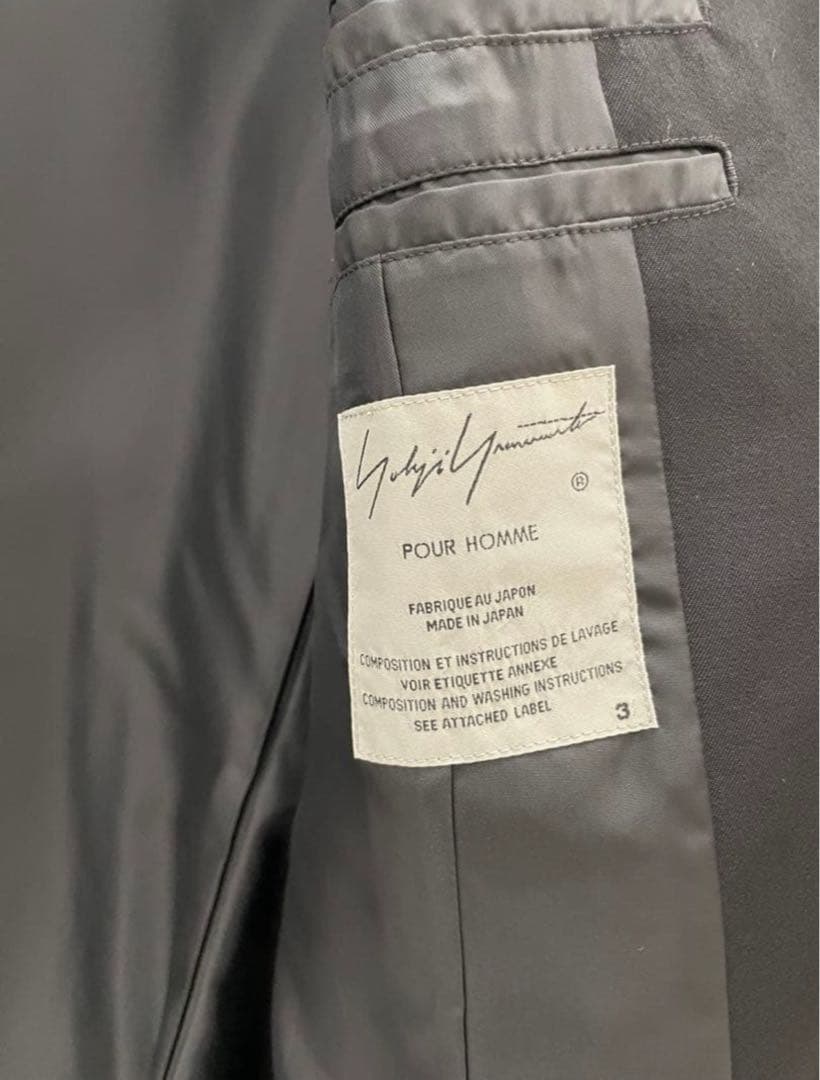 Yohji Yamamoto
®
POUR HOMME
FABRIQUE AU JAPON
MADE IN JAPAN
COMPOSITION ET INSTRUCTIONS DE LAVAGE
VOIR ETIQUETTE ANNEXE
COMPOSITION AND WASHING INSTRUCTIONS
SEE ATTACHED LABEL
3